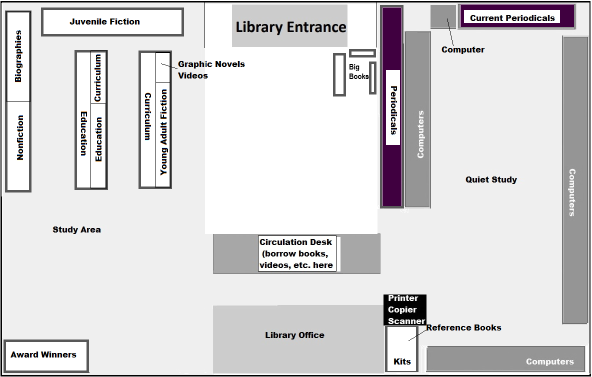 Juvenile Fiction
Library Entrance
Current Periodicals
Computer
Biographies
Nonfiction
Education
Curriculum
Education
Curriculum
Young Adult Fiction
Graphic Novels
Videos
Big
Books
Periodicals
Computers
Quiet Study
Computers
Study Area
Circulation Desk
(borrow books,
videos, etc. here
Printer
Copier
Scanner
Reference Books
Library Office
Kits
Award Winners
Computers